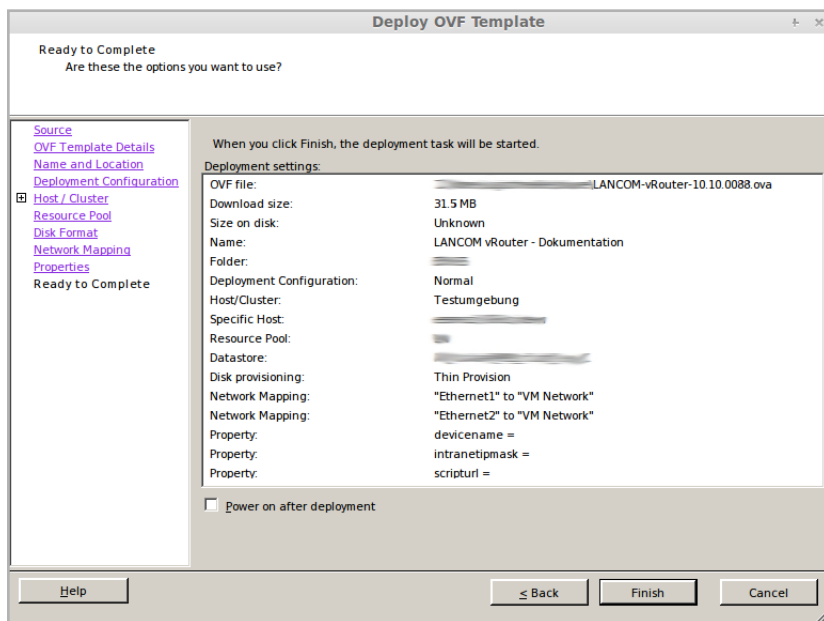 Deploy OVF Template
Ready to Complete
Are these the options you want to use?
Source
OVF Template Details
Name and Location
Deployment Configuration
Host / Cluster
Resource Pool
Disk Format
Network Mapping
Properties
Ready to Complete
When you click Finish, the deployment task will be started.
Deployment settings:
OVF file: LANCOM-vRouter-10.10.0088.ova
Download size: 31.5 MB
Size on disk: Unknown
Name: LANCOM vRouter - Dokumentation
Folder:
Deployment Configuration: Normal
Host/Cluster: Testumgebung
Specific Host:
Resource Pool:
Datastore:
Disk provisioning: Thin Provision
Network Mapping: "Ethernet1" to "VM Network"
Network Mapping: "Ethernet2" to "VM Network"
Property: devicename =
Property: intranetipmask =
Property: scripturl =
Power on after deployment
Help
< Back
Finish
Cancel